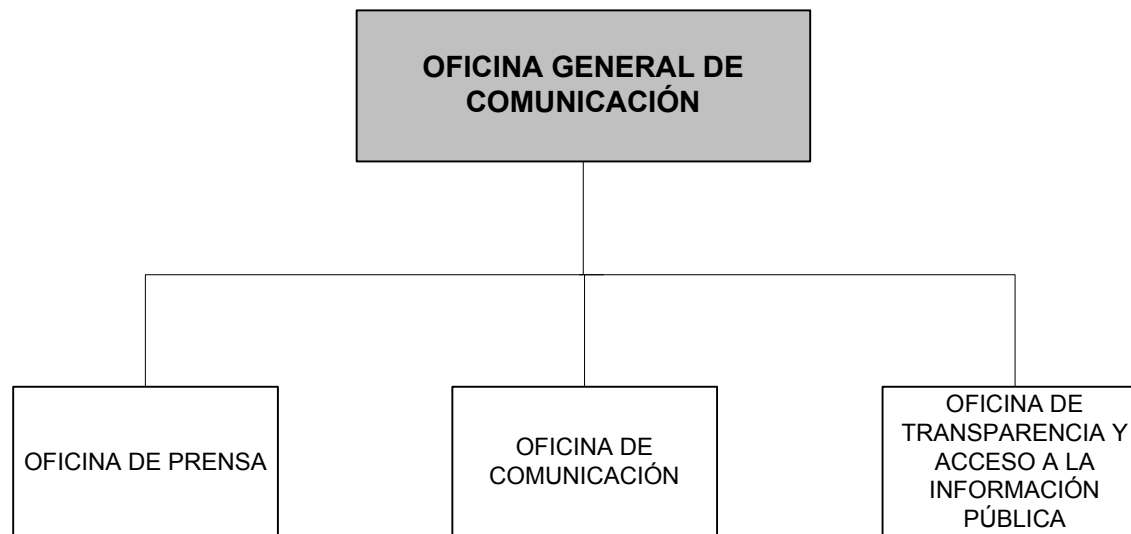 OFICINA GENERAL DE
COMUNICACIÓN
OFICINA DE PRENSA
OFICINA DE
COMUNICACIÓN
OFICINA DE
TRANSPARENCIA Y
ACCESO A LA
INFORMACIÓN
PÚBLICA